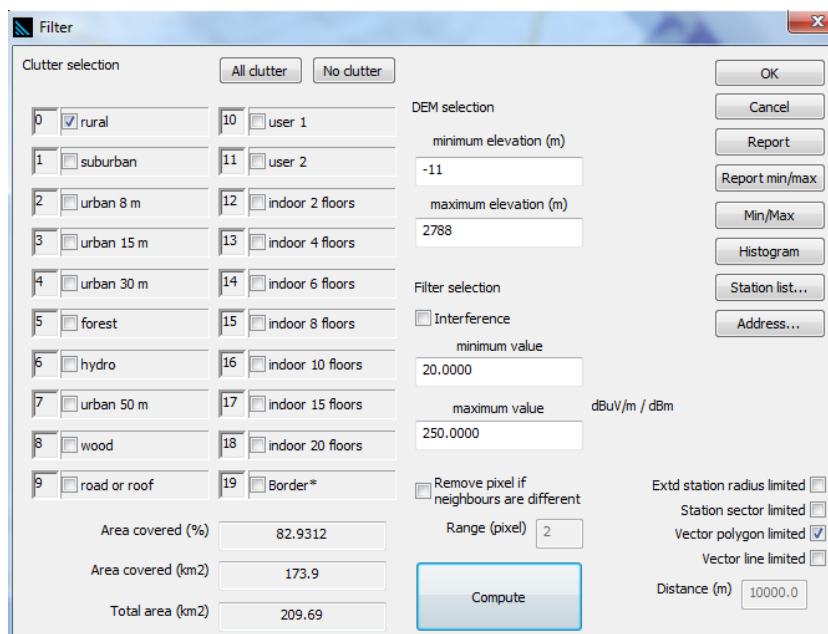 Filter
x
Clutter selection
All clutter
No clutter
0 rural
1 suburban
2 urban 8 m
3 urban 15 m
4 urban 30 m
5 forest
6 hydro
7 urban 50 m
8 wood
9 road or roof
10 user 1
11 user 2
12 indoor 2 floors
13 indoor 4 floors
14 indoor 6 floors
15 indoor 8 floors
16 indoor 10 floors
17 indoor 15 floors
18 indoor 20 floors
19 Border*
Area covered (%) 82.9312
Area covered (km2) 173.9
Total area (km2) 209.69
DEM selection
minimum elevation (m)
-11
maximum elevation (m)
2788
Filter selection
Interference
minimum value
20.0000
maximum value
dBuV/m / dBm
250.0000
Remove pixel if
neighbours are different
Range (pixel) 2
Compute
OK
Cancel
Report
Report min/max
Min/Max
Histogram
Station list...
Address...
Extd station radius limited
Station sector limited
Vector polygon limited
Vector line limited
Distance (m) 10000.0